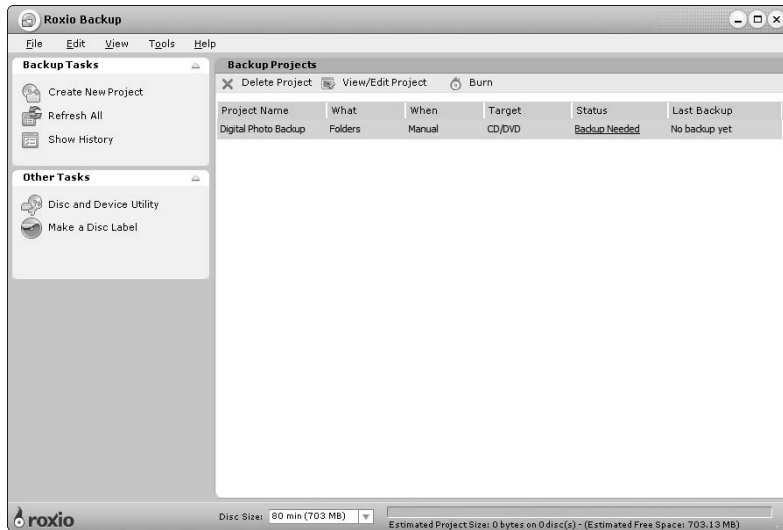 Roxio Backup
File Edit View Tools Help
Backup Tasks
Create New Project
Refresh All
Show History
Other Tasks
Disc and Device Utility
Make a Disc Label
Backup Projects
Delete Project View/Edit Project Burn
Project Name What When Target Status Last Backup
Digital Photo Backup Folders Manual CD/DVD Backup Needed No backup yet
roxio
Disc Size: 80 min (703 MB)
Estimated Project Size: 0 bytes on 0 disc(s) - (Estimated Free Space: 703.13 MB)